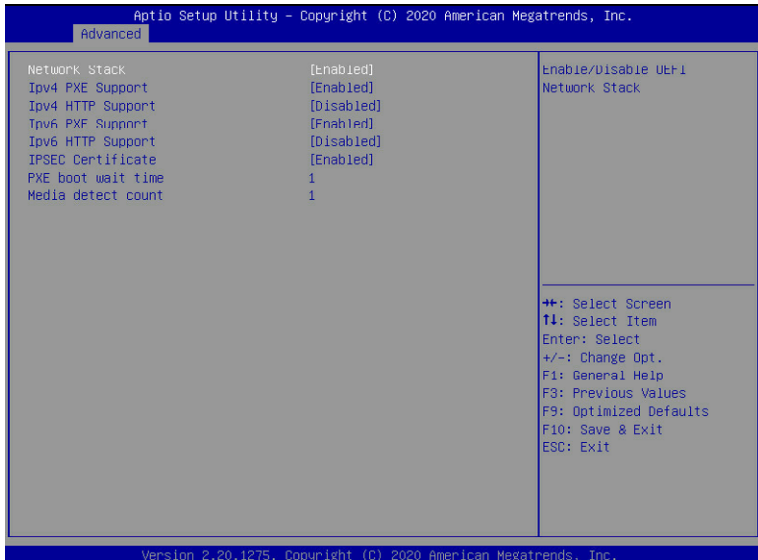 Aptio Setup Utility – Copyright (C) 2020 American Megatrends, Inc.
Advanced
Network Stack [Enabled]
Ipv4 PXE Support [Enabled]
Ipv4 HTTP Support [Disabled]
Ipv6 PXE Support [Enabled]
Ipv6 HTTP Support [Disabled]
IPSEC Certificate [Enabled]
PXE boot wait time 1
Media detect count 1
Enable/Disable UEFI
Network Stack
→←: Select Screen
↑↓: Select Item
Enter: Select
+/-: Change Opt.
F1: General Help
F3: Previous Values
F9: Optimized Defaults
F10: Save & Exit
ESC: Exit
Version 2.20.1275. Copyright (C) 2020 American Megatrends, Inc.